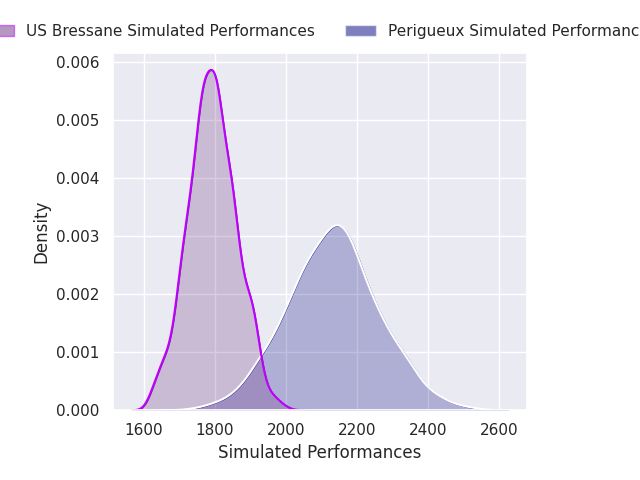 US Bressane Simulated Performances
Perigueux Simulated Performanc
0.006
0.005
0.004
0.003
0.002
0.001
0.000
Density
1600 1800 2000 2200 2400 2600
Simulated Performances